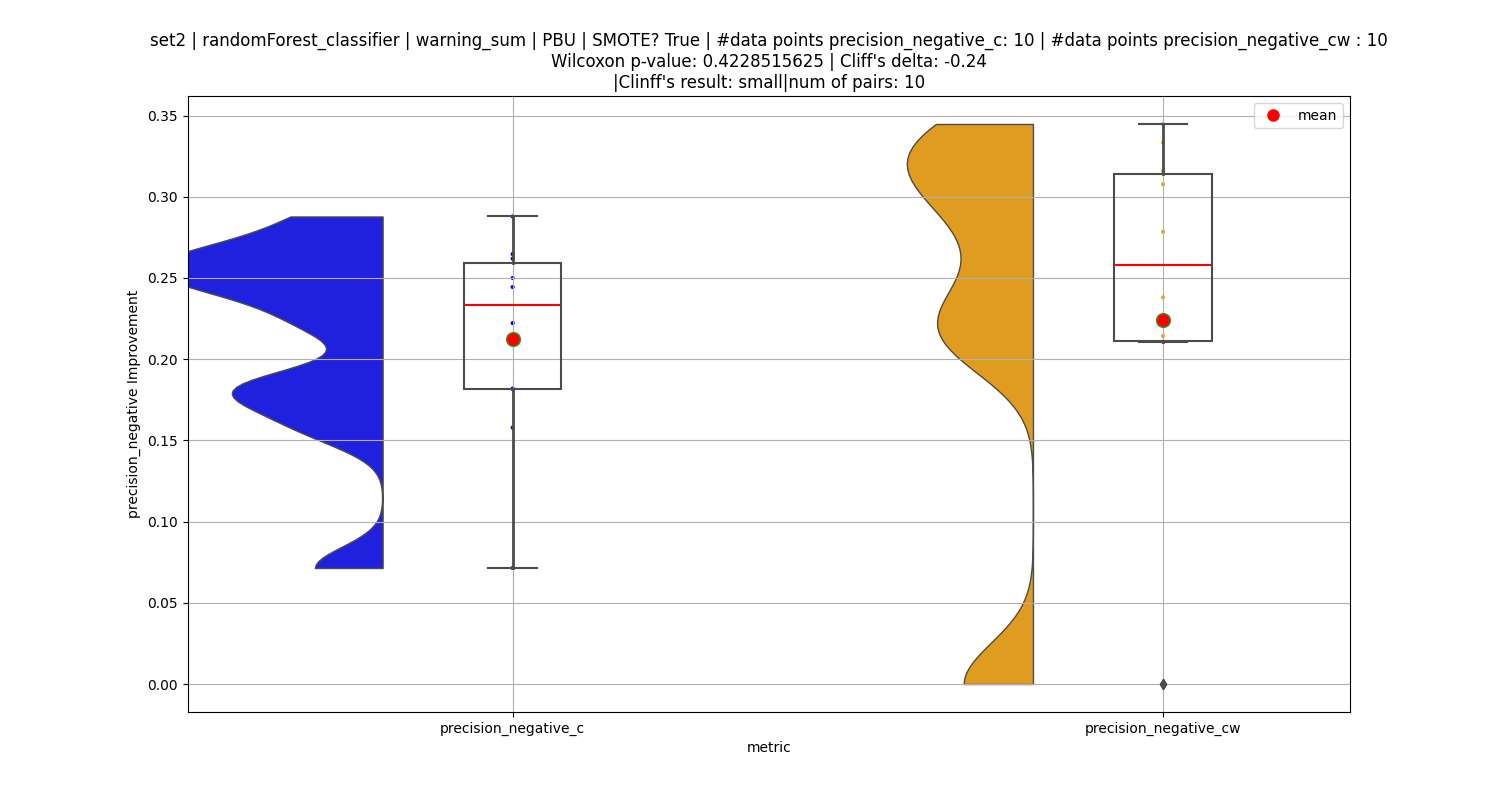 set2 | randomForest_classifier | warning_sum | PBU | SMOTE? True | #data points precision_negative_c: 10 | #data points precision_negative_cw : 10
Wilcoxon p-value: 0.4228515625 | Cliff's delta: -0.24
|Clinff's result: small|num of pairs: 10
mean
0.35
0.30
0.25
0.20
0.15
0.10
0.05
0.00
precision_negative Improvement
precision_negative_c
precision_negative_cw
metric